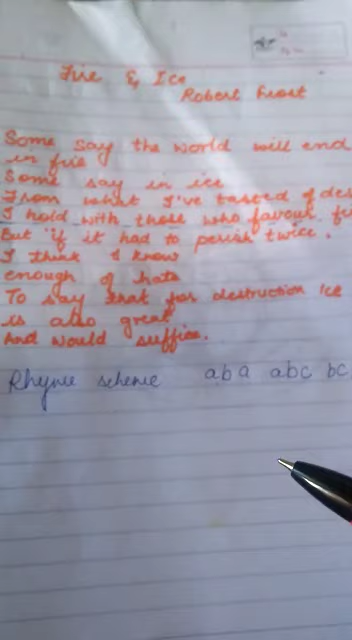 Fire & Ice
Robert Frost
Some say the world will end
in fire
Some say in ice
From what I've tasted of des
I hold with those who favour fi
But if it had to perish twice.
I think I know
enough of hate
To say that for destruction ice
is also great
And would suffice.
Rhyme scheme aba abc bc